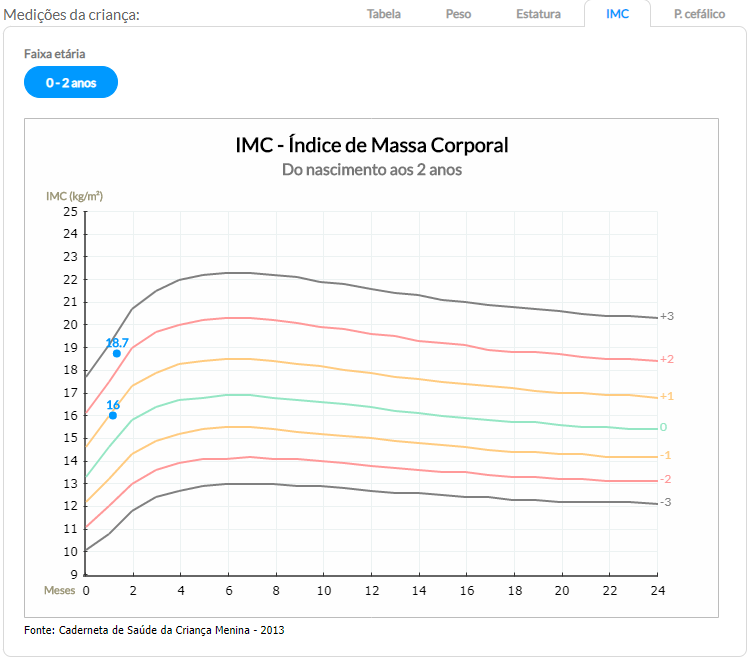 Medições da criança:
Tabela Peso Estatura IMC P. cefálico
Faixa etária
0 - 2 anos
IMC - Índice de Massa Corporal
Do nascimento aos 2 anos
IMC (kg/m²)
25
24
23
22
21
20
19
18
17
16
15
14
13
12
11
10
9
18.7
16
+3
+2
+1
0
-1
-2
-3
Meses 0 2 4 6 8 10 12 14 16 18 20 22 24
Fonte: Caderneta de Saúde da Criança Menina - 2013